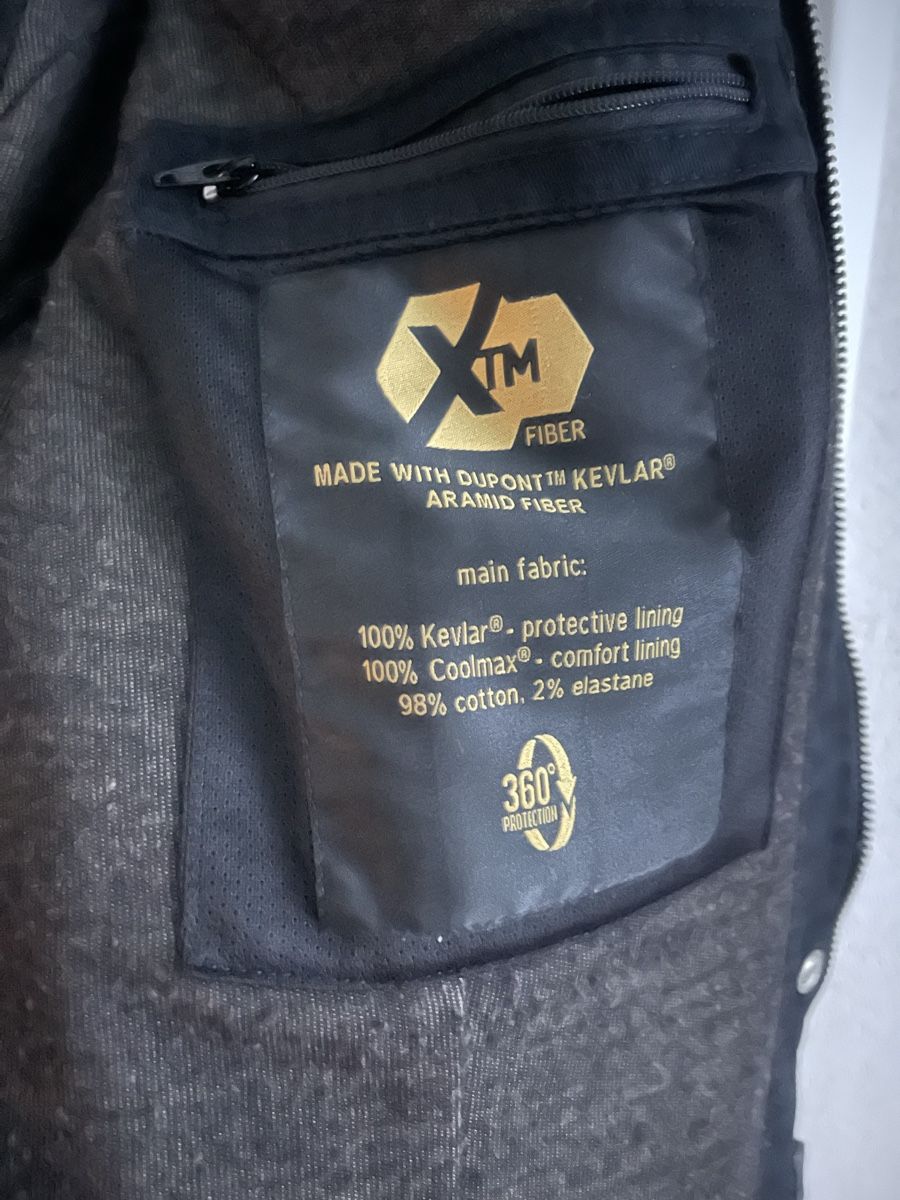 XTM
FIBER
MADE WITH DUPONT™ KEVLAR®
ARAMID FIBER
main fabric:
100% Kevlar® - protective lining
100% Coolmax® - comfort lining
98% cotton, 2% elastane
360°
PROTECTION